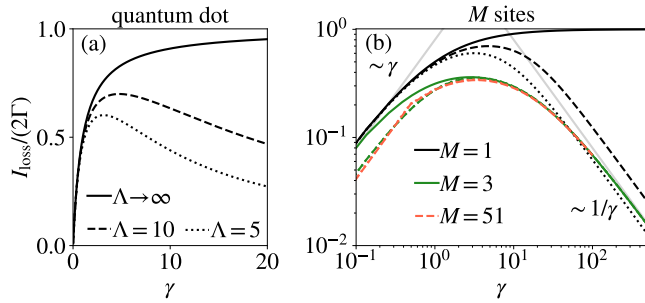 quantum dot
M sites
(a)
(b)
I_loss/(2Γ)
1.0
0.5
0.0
0
10
20
γ
Λ→∞
Λ = 10
Λ = 5
10^0
10^−1
10^−2
10^−1
10^0
10^1
10^2
γ
~γ
~1/γ
M = 1
M = 3
M = 51